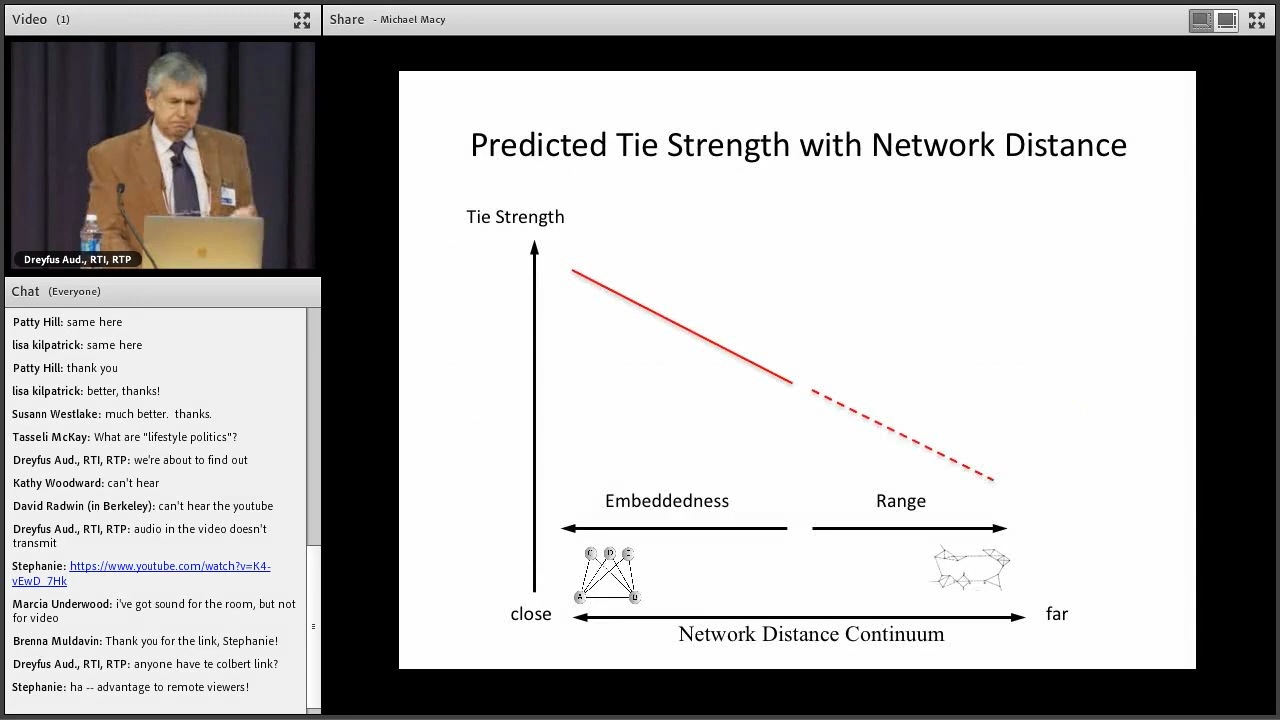 Video (1)
Share - Michael Macy
Dreyfus Aud., RTI, RTP
Chat (Everyone)
Patty Hill: same here
lisa kilpatrick: same here
Patty Hill: thank you
lisa kilpatrick: better, thanks!
Susann Westlake: much better. thanks.
Tasseli McKay: What are "lifestyle politics"?
Dreyfus Aud., RTI, RTP: we're about to find out
Kathy Woodward: can't hear
David Radwin (in Berkeley): can't hear the youtube
Dreyfus Aud., RTI, RTP: audio in the video doesn't
transmit
Stephanie: https://www.youtube.com/watch?v=K4-
vEwD_7Hk
Marcia Underwood: i've got sound for the room, but not
for video
Brenna Muldavin: Thank you for the link, Stephanie!
Dreyfus Aud., RTI, RTP: anyone have te colbert link?
Stephanie: ha -- advantage to remote viewers!
Predicted Tie Strength with Network Distance
Tie Strength
Embeddedness
Range
C D E
A B
close
far
Network Distance Continuum